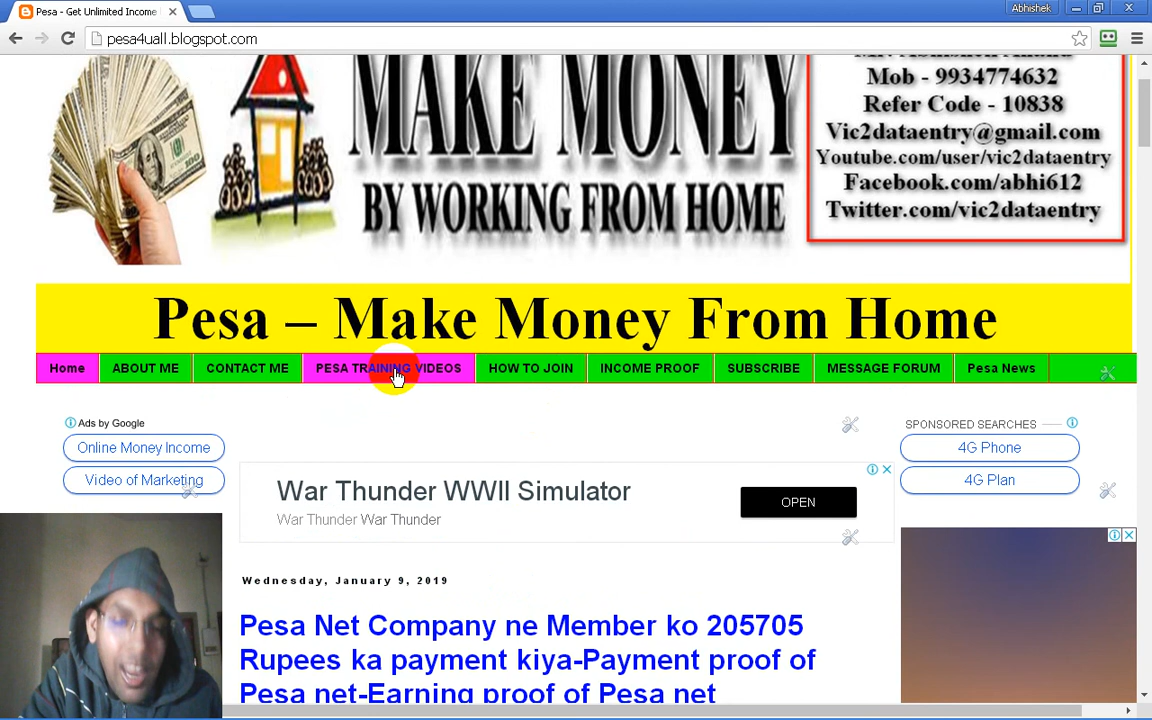 Pesa - Get Unlimited Income
Abhishek
pesa4uall.blogspot.com
MAKE MONEY
BY WORKING FROM HOME
Mob - 9934774632
Refer Code - 10838
Vic2dataentry@gmail.com
Youtube.com/user/vic2dataentry
Facebook.com/abhi612
Twitter.com/vic2dataentry
Pesa – Make Money From Home
Home ABOUT ME CONTACT ME PESA TRAINING VIDEOS HOW TO JOIN INCOME PROOF SUBSCRIBE MESSAGE FORUM Pesa News
Ads by Google
Online Money Income
Video of Marketing
War Thunder WWII Simulator
War Thunder War Thunder
OPEN
SPONSORED SEARCHES
4G Phone
4G Plan
Wednesday, January 9, 2019
Pesa Net Company ne Member ko 205705
Rupees ka payment kiya-Payment proof of
Pesa net-Earning proof of Pesa net